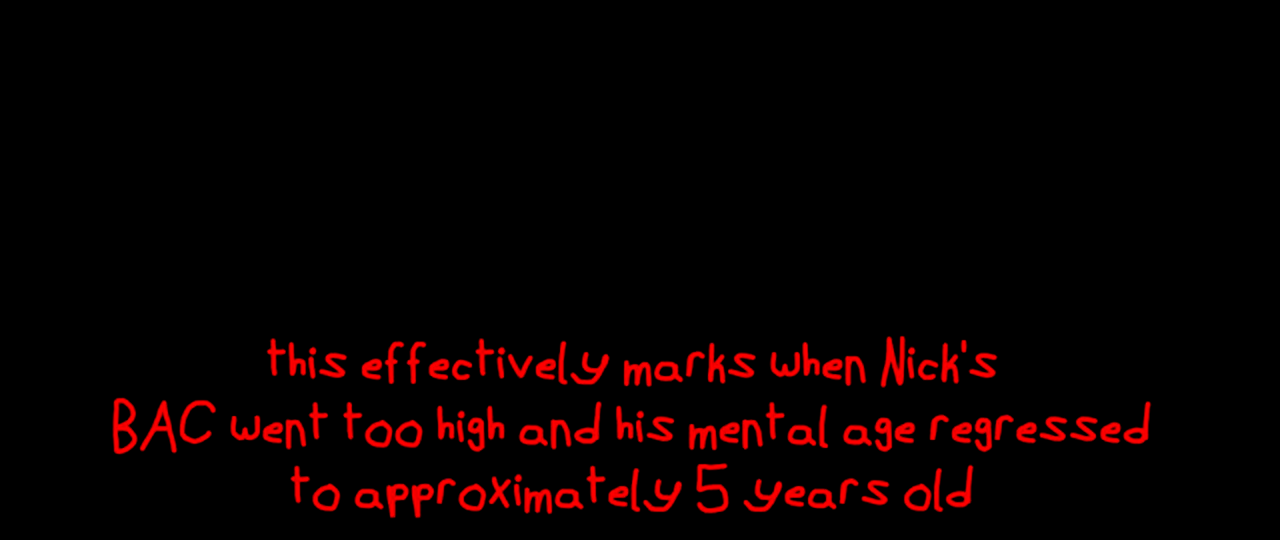 this effectively marks when Nick's
BAC went too high and his mental age regressed
to approximately 5 years old